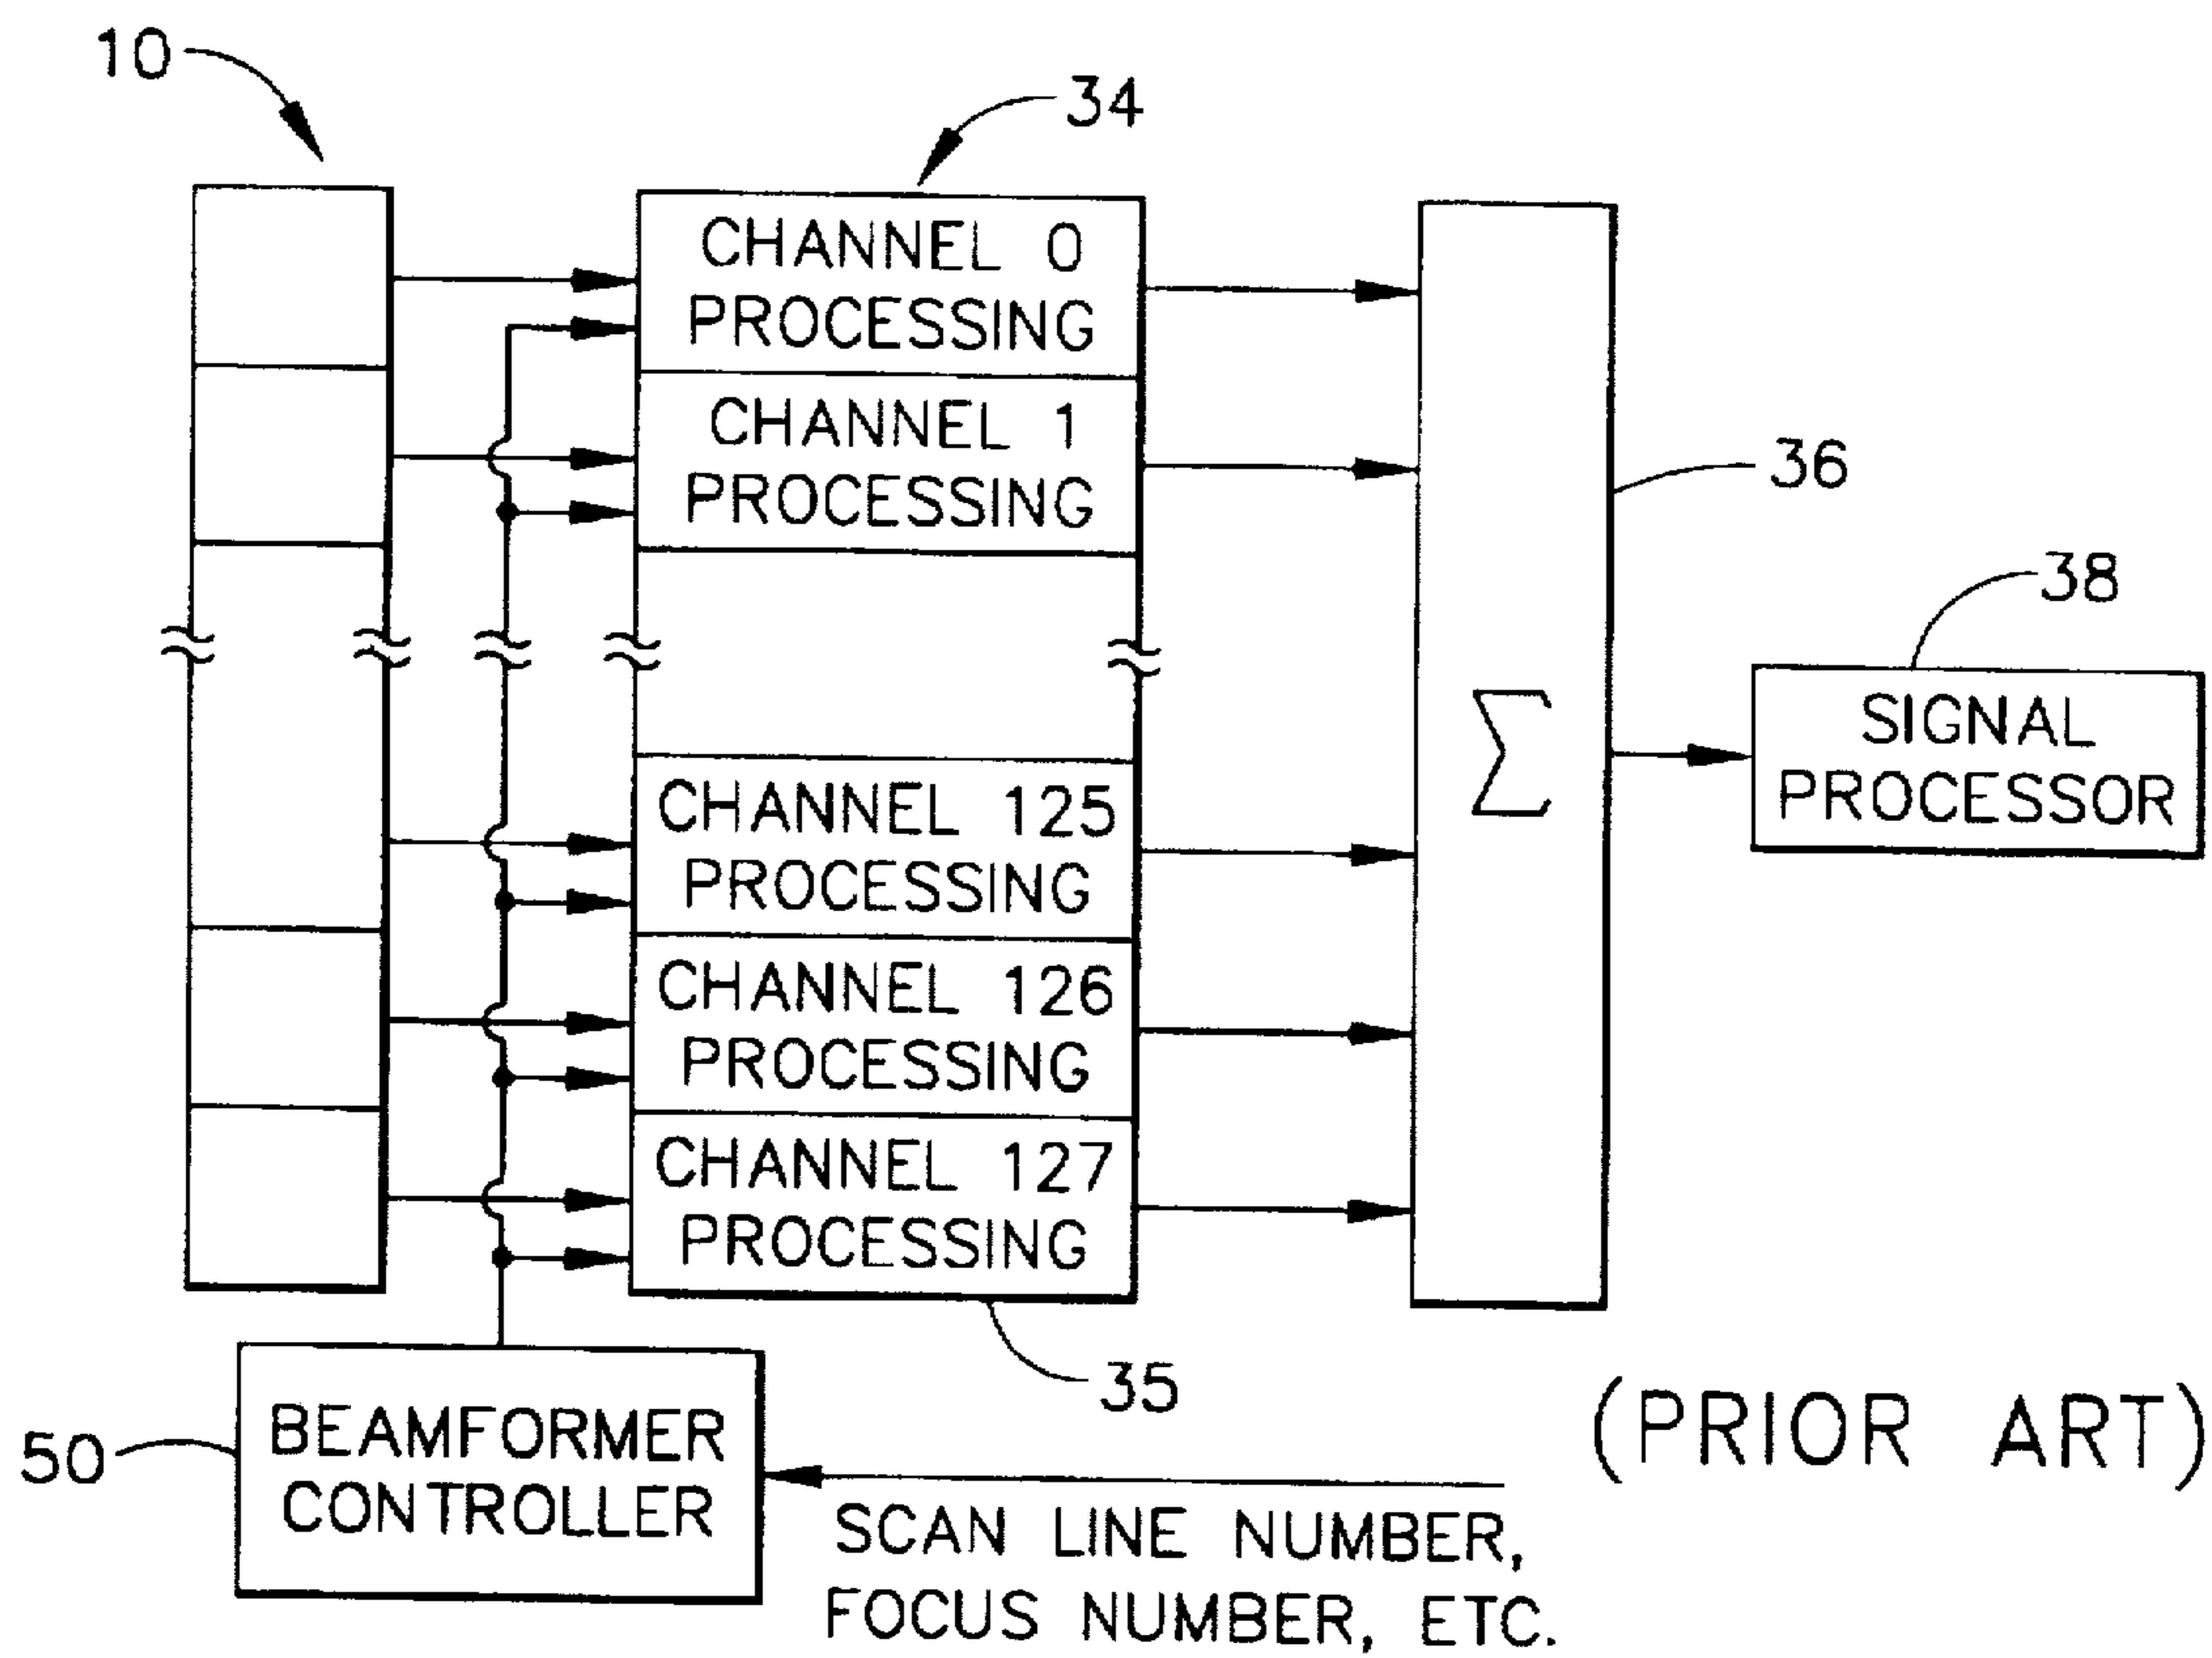 10
34
CHANNEL 0
PROCESSING
CHANNEL 1
PROCESSING
36
38
SIGNAL
PROCESSOR
Σ
CHANNEL 125
PROCESSING
CHANNEL 126
PROCESSING
CHANNEL 127
PROCESSING
35
50
BEAMFORMER
CONTROLLER
SCAN LINE NUMBER,
FOCUS NUMBER, ETC.
(PRIOR ART)